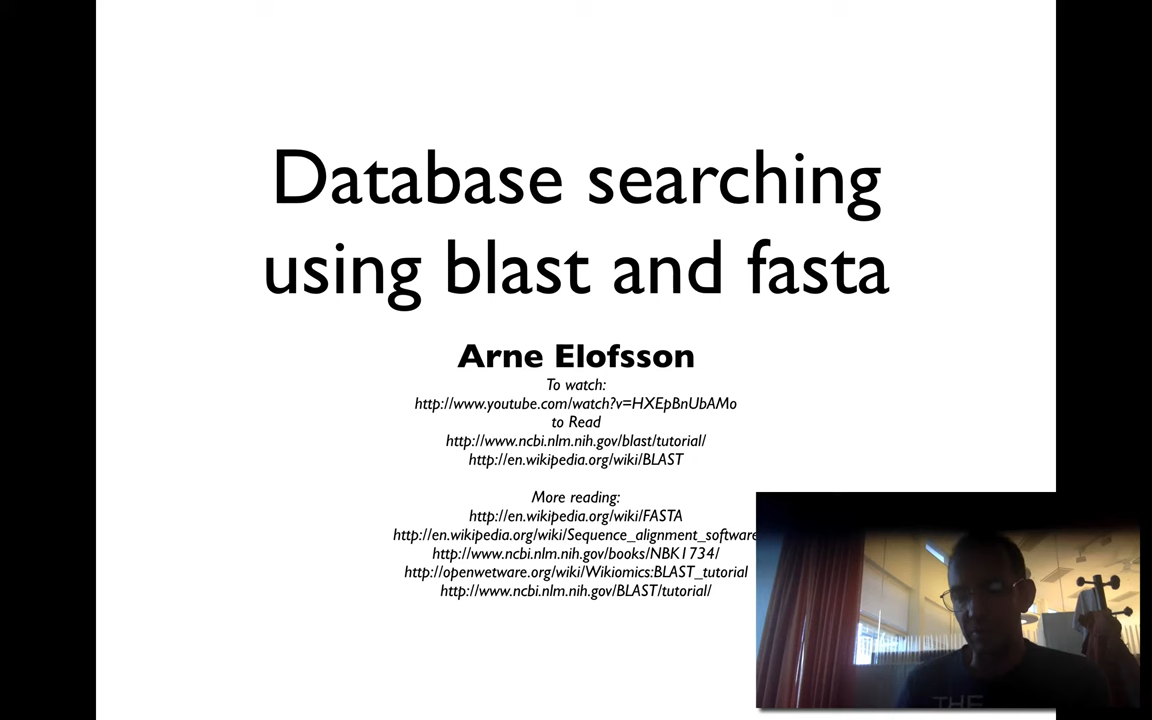 Database searching
using blast and fasta
Arne Elofsson
To watch:
http://www.youtube.com/watch?v=HXEpBnUbAMo
to Read
http://www.ncbi.nlm.nih.gov/blast/tutorial/
http://en.wikipedia.org/wiki/BLAST
More reading:
http://en.wikipedia.org/wiki/FASTA
http://en.wikipedia.org/wiki/Sequence_alignment_software
http://www.ncbi.nlm.nih.gov/books/NBK1734/
http://openwetware.org/wiki/Wikiomics:BLAST_tutorial
http://www.ncbi.nlm.nih.gov/BLAST/tutorial/
THE